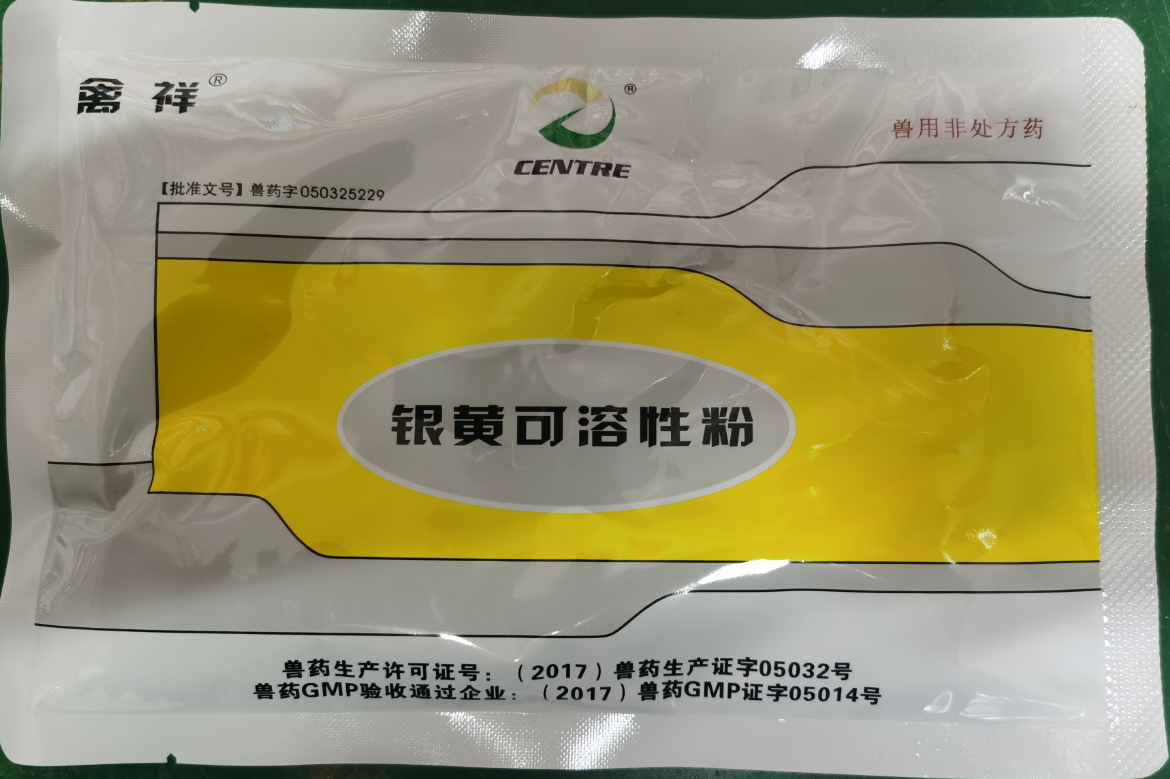 禽祥®
®
CENTRE
兽用非处方药
【批准文号】兽药字050325229
银黄可溶性粉
兽药生产许可证号：（2017）兽药生产证字05032号
兽药GMP验收通过企业：（2017）兽药GMP证字05014号